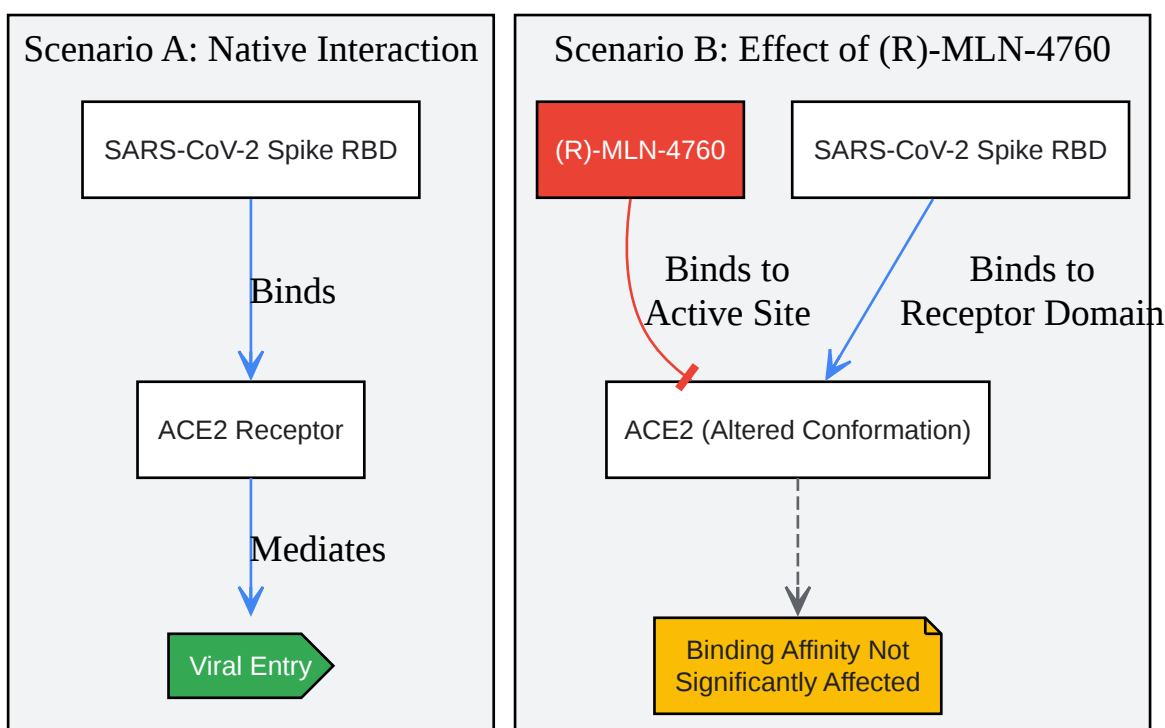 Scenario A: Native Interaction
SARS-CoV-2 Spike RBD
Binds
ACE2 Receptor
Mediates
Viral Entry
Scenario B: Effect of (R)-MLN-4760
(R)-MLN-4760
SARS-CoV-2 Spike RBD
Binds to
Active Site
Binds to
Receptor Domain
ACE2 (Altered Conformation)
Binding Affinity Not
Significantly Affected